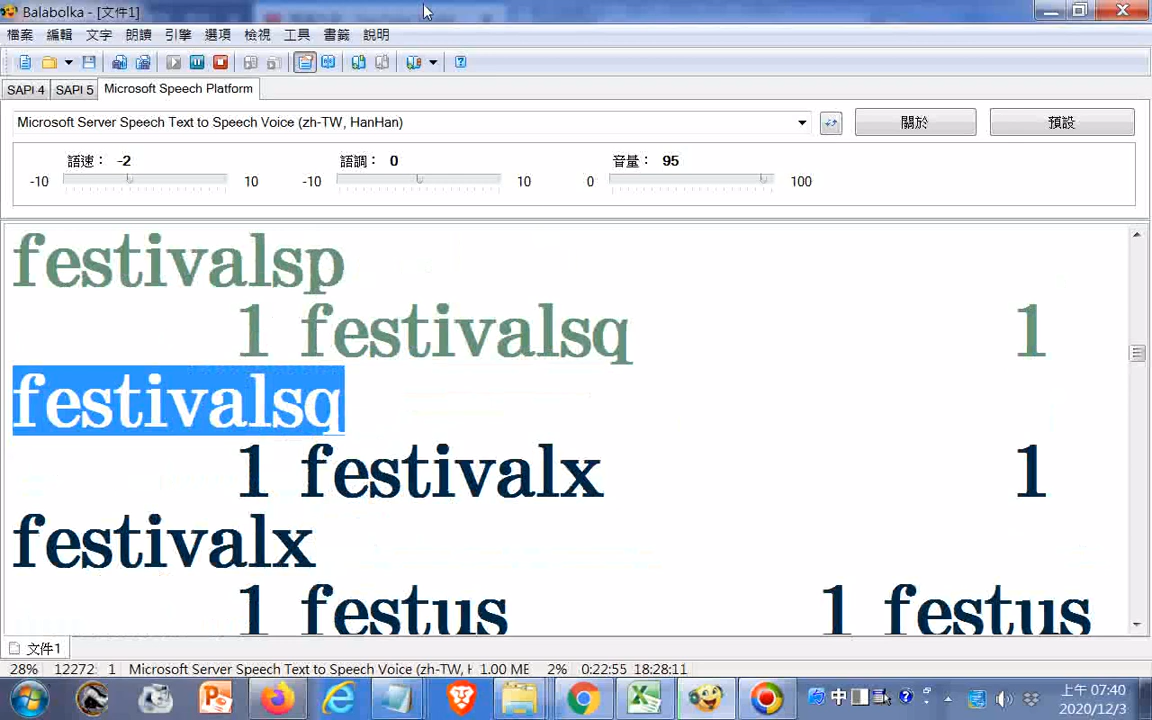 Balabolka - [文件1]
檔案 編輯 文字 朗讀 引擎 選項 檢視 工具 書籤 說明
SAPI 4 SAPI 5 Microsoft Speech Platform
Microsoft Server Speech Text to Speech Voice (zh-TW, HanHan) 關於 預設
語速： -2 語調： 0 音量： 95
-10 10 -10 10 0 100
festivalsp
1 festivalsq 1
festivalsq
1 festivalx 1
festivalx
1 festus 1 festus
文件1
28% 12272 1 Microsoft Server Speech Text to Speech Voice (zh-TW, 1.00 ME 2% 0:22:55 18:28:11
中 上午 07:40
2020/12/3